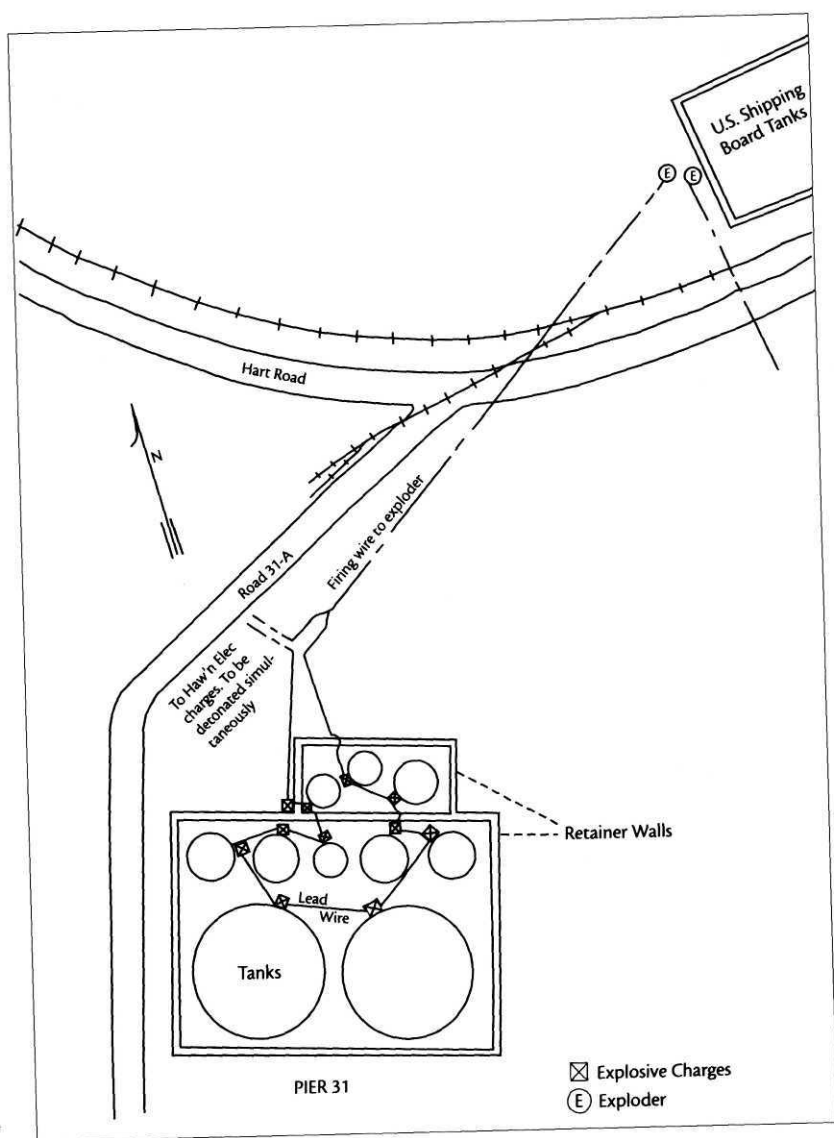 U.S. Shipping
Board Tanks
E
E
Hart Road
N
Road 31-A
Firing wire to exploder
To Haw'n Elec
charges. To be
detonated simul-
taneously
Retainer Walls
Lead
Wire
Tanks
PIER 31
Explosive Charges
E Exploder